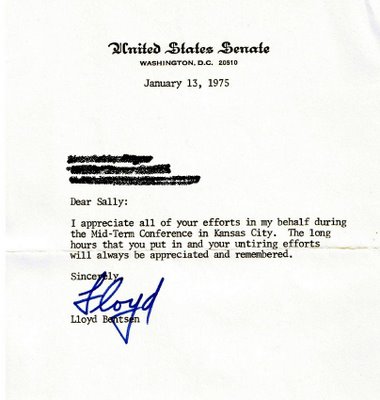 United States Senate
WASHINGTON, D.C. 20510
January 13, 1975
Dear Sally:
I appreciate all of your efforts in my behalf during
the Mid-Term Conference in Kansas City. The long
hours that you put in and your untiring efforts
will always be appreciated and remembered.
Sincerely
Lloyd
Lloyd Bentsen